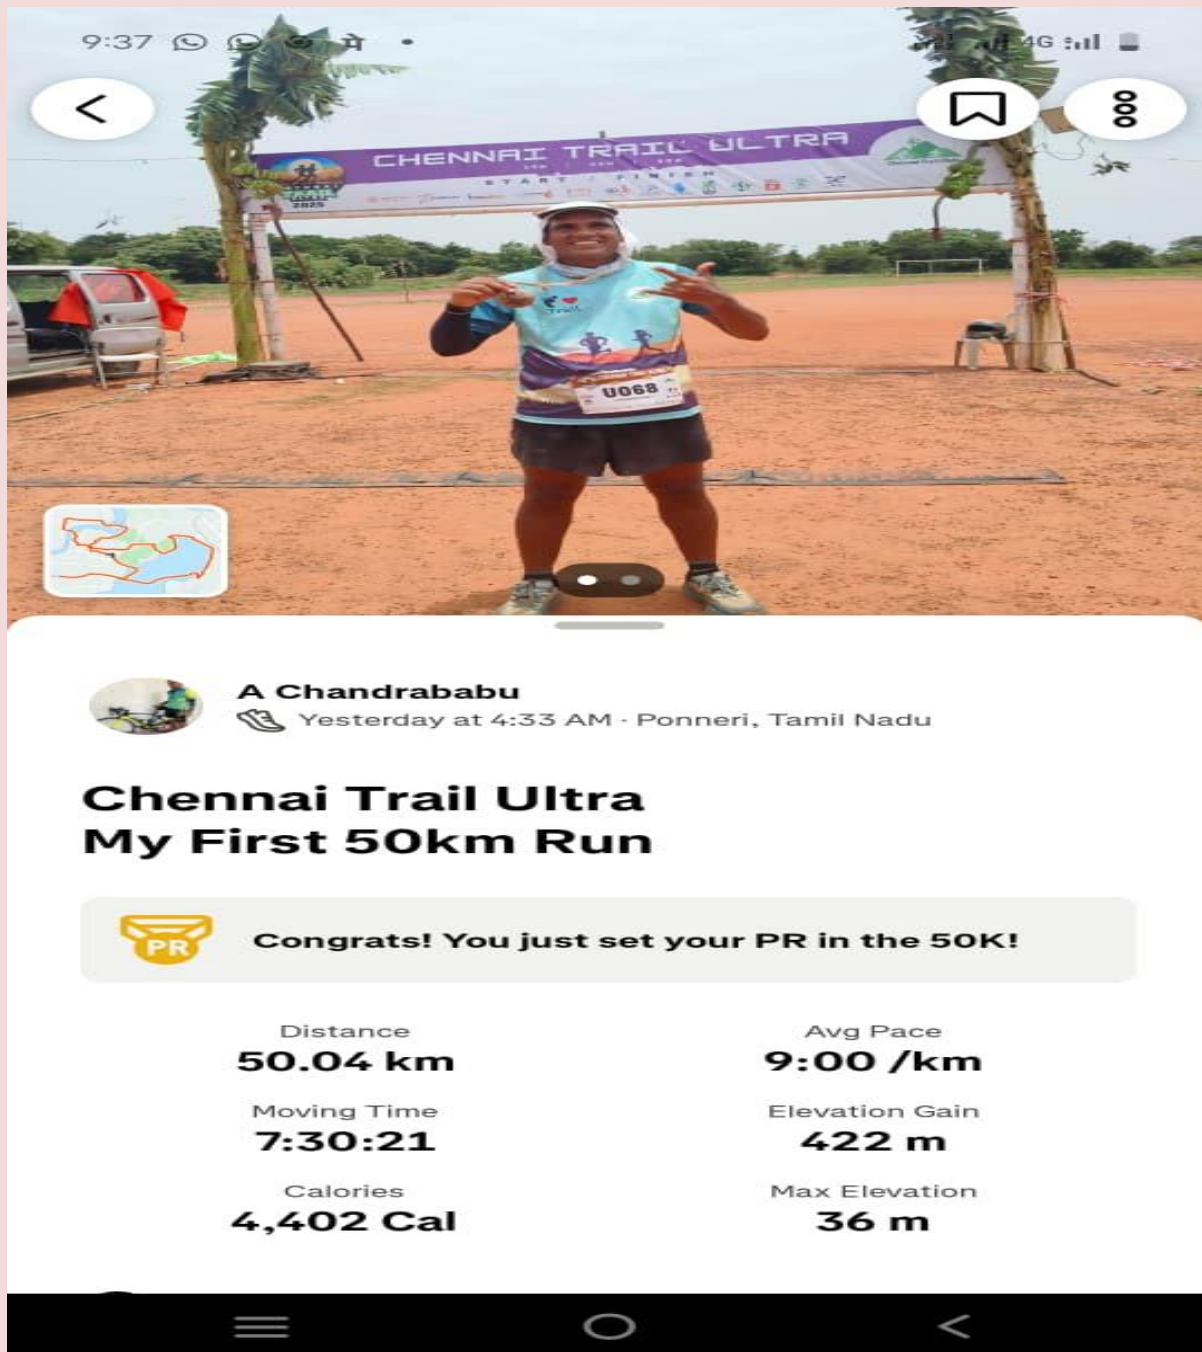 9:37
4G
CHENNAI TRAIL ULTRA
START / FINISH
TRAIL
2025
Trail
U068
A Chandrababu
Yesterday at 4:33 AM · Ponneri, Tamil Nadu
Chennai Trail Ultra
My First 50km Run
PR
Congrats! You just set your PR in the 50K!
Distance
50.04 km
Avg Pace
9:00 /km
Moving Time
7:30:21
Elevation Gain
422 m
Calories
4,402 Cal
Max Elevation
36 m